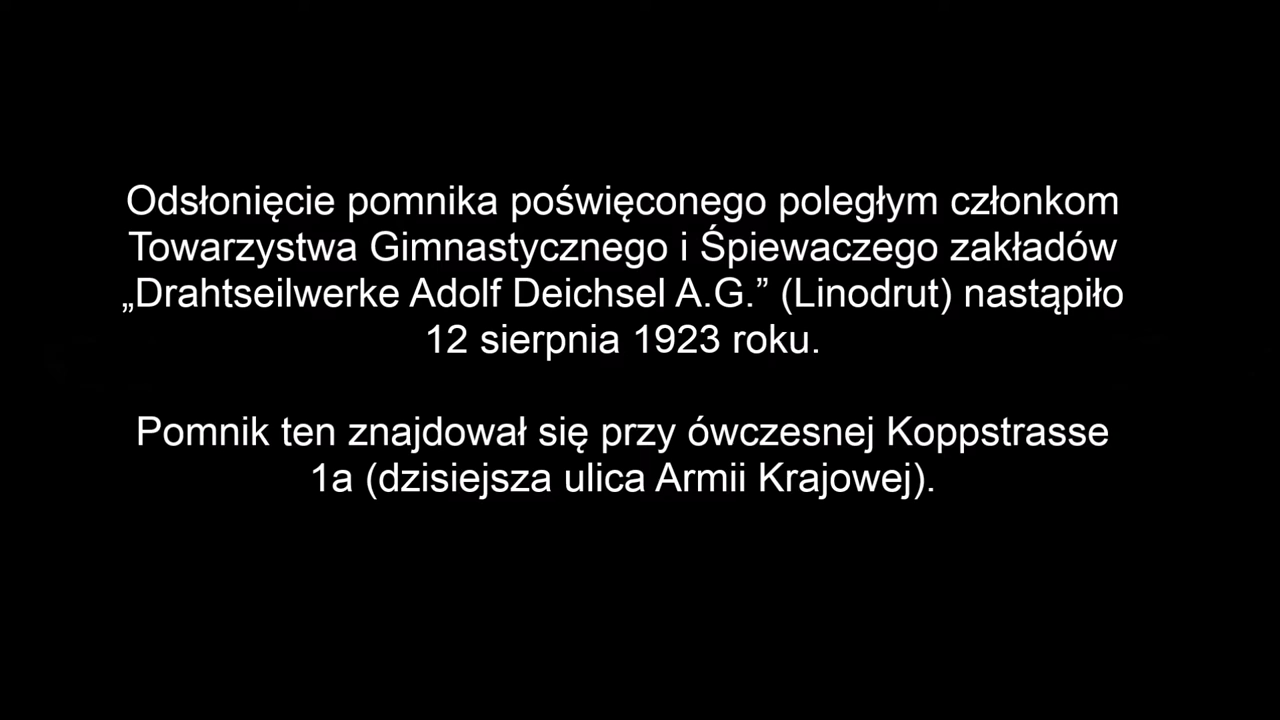 Odsłonięcie pomnika poświęconego poległym członkom
Towarzystwa Gimnastycznego i Śpiewaczego zakładów
„Drahtseilwerke Adolf Deichsel A.G.” (Linodrut) nastąpiło
12 sierpnia 1923 roku.
Pomnik ten znajdował się przy ówczesnej Koppstrasse
1a (dzisiejsza ulica Armii Krajowej).